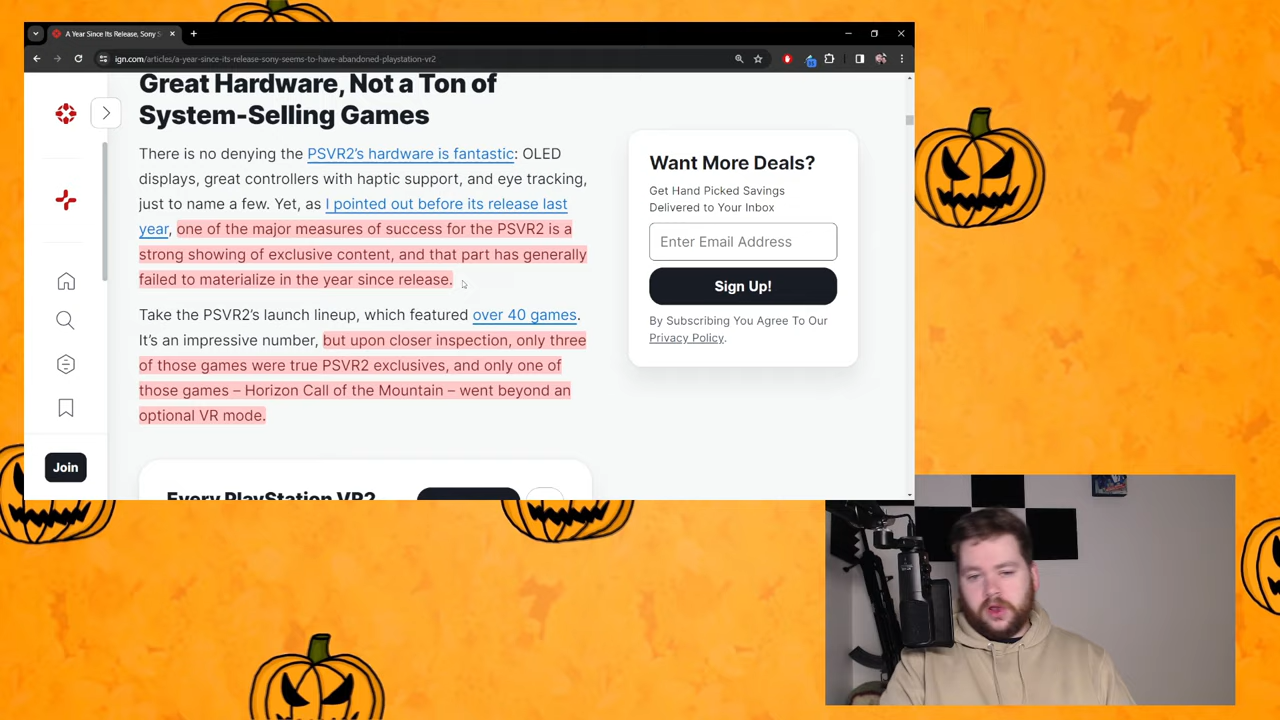 A Year Since Its Release, Sony S
ign.com/articles/a-year-since-its-release-sony-seems-to-have-abandoned-playstation-vr2
Great Hardware, Not a Ton of
System-Selling Games
There is no denying the PSVR2's hardware is fantastic: OLED
displays, great controllers with haptic support, and eye tracking,
just to name a few. Yet, as I pointed out before its release last
year, one of the major measures of success for the PSVR2 is a
strong showing of exclusive content, and that part has generally
failed to materialize in the year since release.
Take the PSVR2's launch lineup, which featured over 40 games.
It's an impressive number, but upon closer inspection, only three
of those games were true PSVR2 exclusives, and only one of
those games – Horizon Call of the Mountain – went beyond an
optional VR mode.
Every PlayStation VR2
Want More Deals?
Get Hand Picked Savings
Delivered to Your Inbox
Enter Email Address
Sign Up!
By Subscribing You Agree To Our
Privacy Policy.
Join